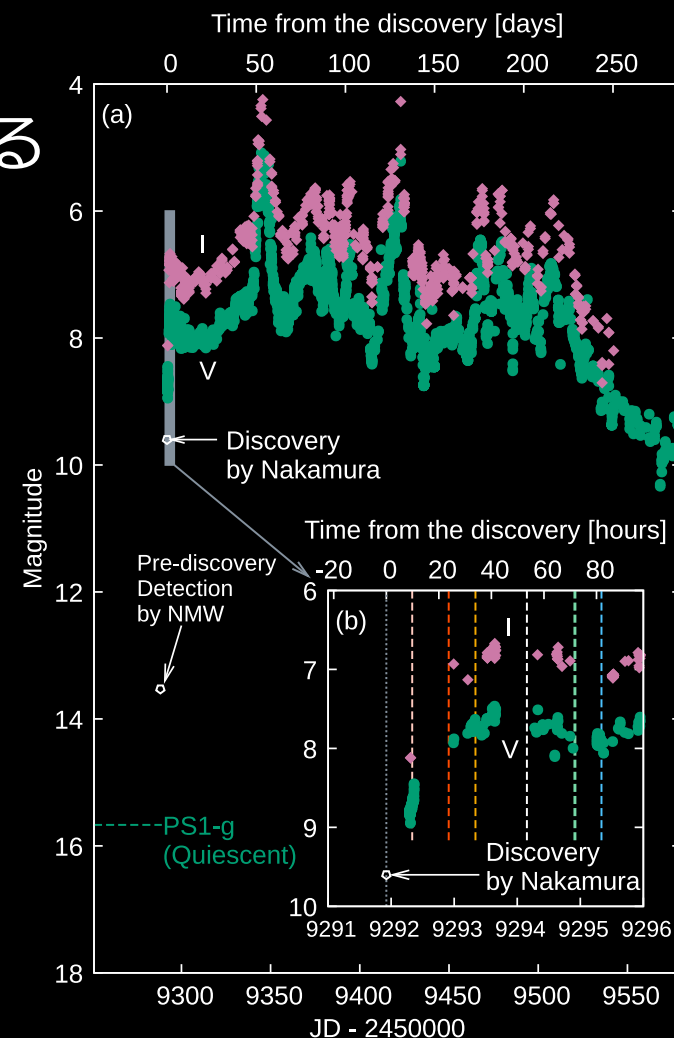 Time from the discovery [days]
0 50 100 150 200 250
4
(a)
6
I
8
V
Discovery
by Nakamura
10
Magnitude
Time from the discovery [hours]
-20 0 20 40 60 80
Pre-discovery
Detection
by NMW
12
6
(b)
I
7
14
V
8
PS1-g
(Quiescent)
16
9
Discovery
by Nakamura
10
9291 9292 9293 9294 9295 9296
18
9300 9350 9400 9450 9500 9550
JD - 2450000